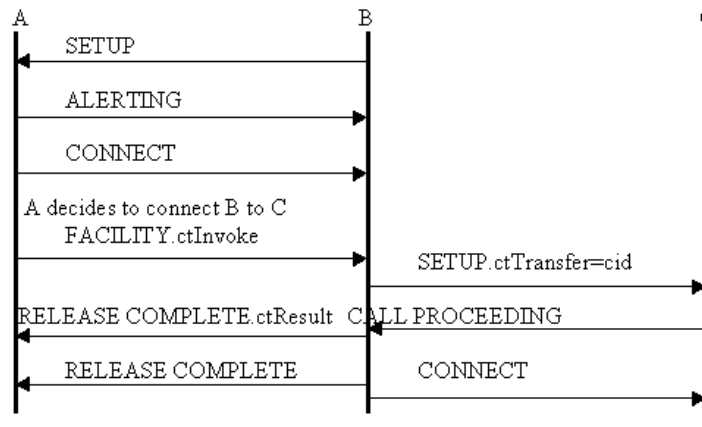 A B
SETUP
ALERTING
CONNECT
A decides to connect B to C
FACILITY.ctInvoke
SETUP.ctTransfer=cid
RELEASE COMPLETE.ctResult CALL PROCEEDING
RELEASE COMPLETE CONNECT